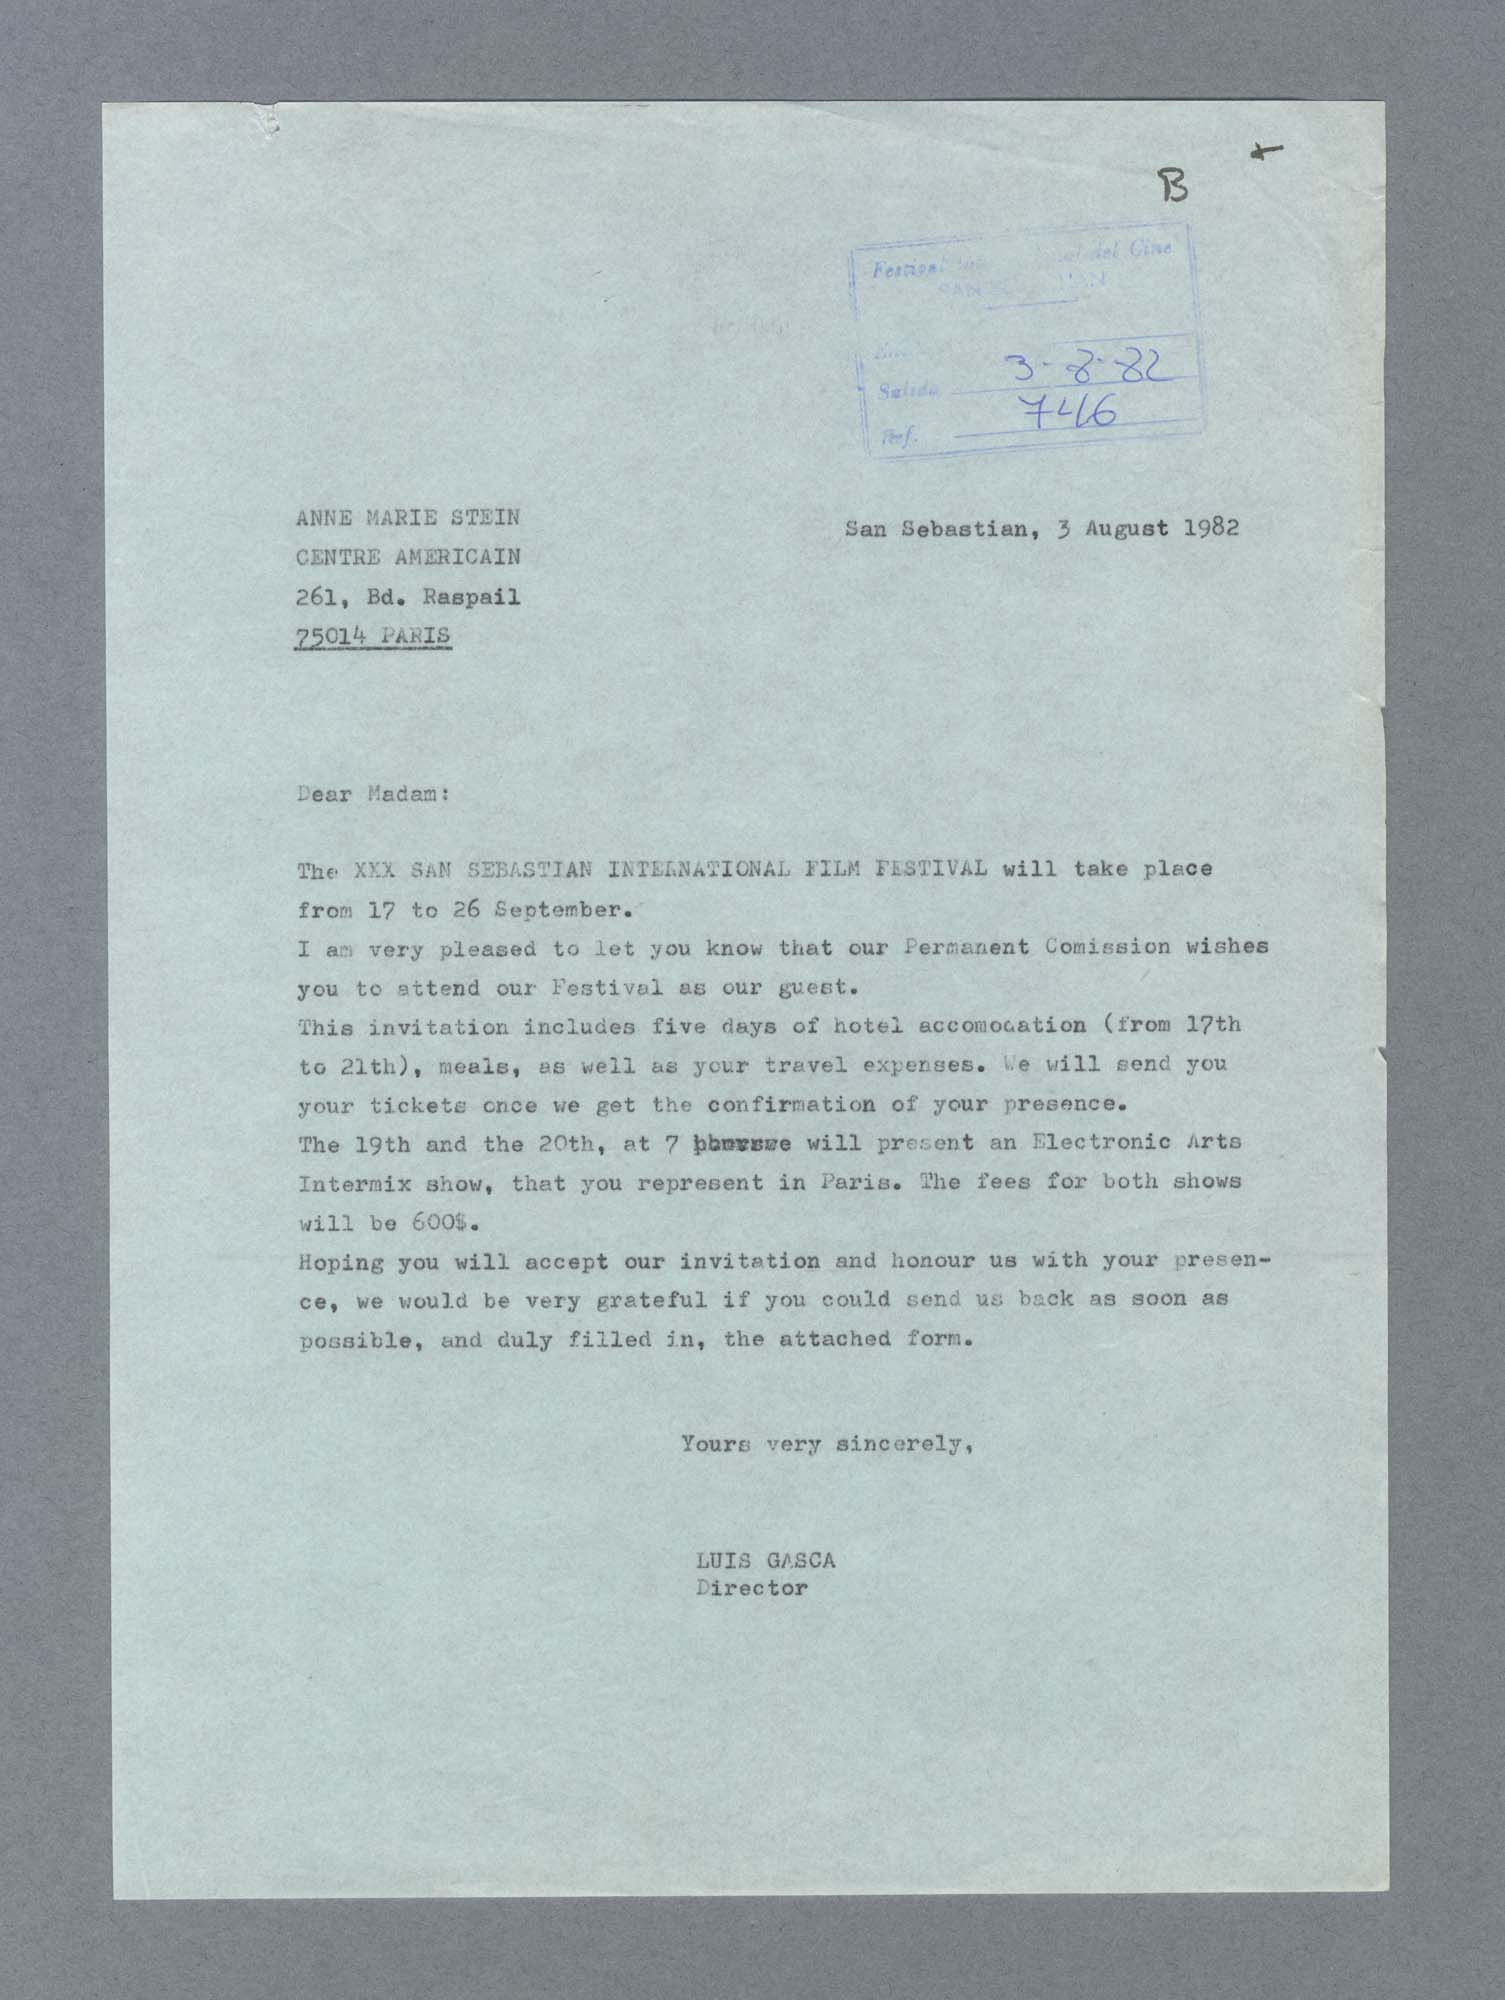 B
Festival del Cine
SAN
Salida 3-8-82
Ref. 746
ANNE MARIE STEIN
CENTRE AMERICAIN
261, Bd. Raspail
75014 PARIS
San Sebastian, 3 August 1982
Dear Madam:
The XXX SAN SEBASTIAN INTERNATIONAL FILM FESTIVAL will take place
from 17 to 26 September.
I am very pleased to let you know that our Permanent Comission wishes
you to attend our Festival as our guest.
This invitation includes five days of hotel accomodation (from 17th
to 21th), meals, as well as your travel expenses. We will send you
your tickets once we get the confirmation of your presence.
The 19th and the 20th, at 7 will present an Electronic Arts
Intermix show, that you represent in Paris. The fees for both shows
will be 600$.
Hoping you will accept our invitation and honour us with your presen-
ce, we would be very grateful if you could send us back as soon as
possible, and duly filled in, the attached form.
Yours very sincerely,
LUIS GASCA
Director